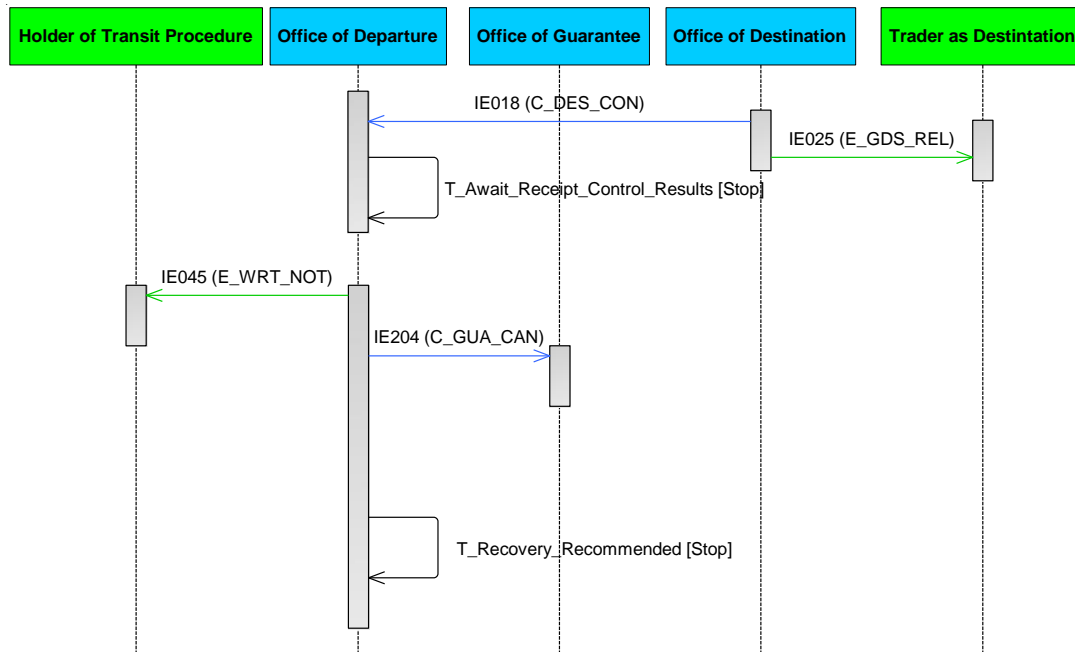 Holder of Transit Procedure
Office of Departure
Office of Guarantee
Office of Destination
Trader as Destintation
IE018 (C_DES_CON)
IE025 (E_GDS_REL)
T_Await_Receipt_Control_Results [Stop]
IE045 (E_WRT_NOT)
IE204 (C_GUA_CAN)
T_Recovery_Recommended [Stop]